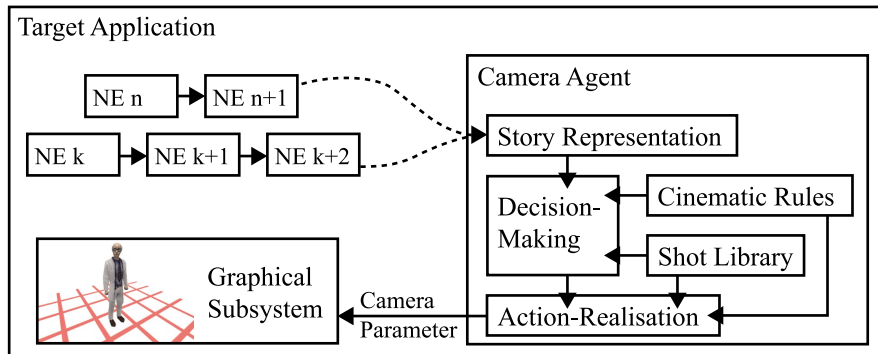 Target Application
NE n
NE n+1
NE k
NE k+1
NE k+2
Camera Agent
Story Representation
Decision-
Making
Cinematic Rules
Shot Library
Action-Realisation
Camera
Parameter
Graphical
Subsystem